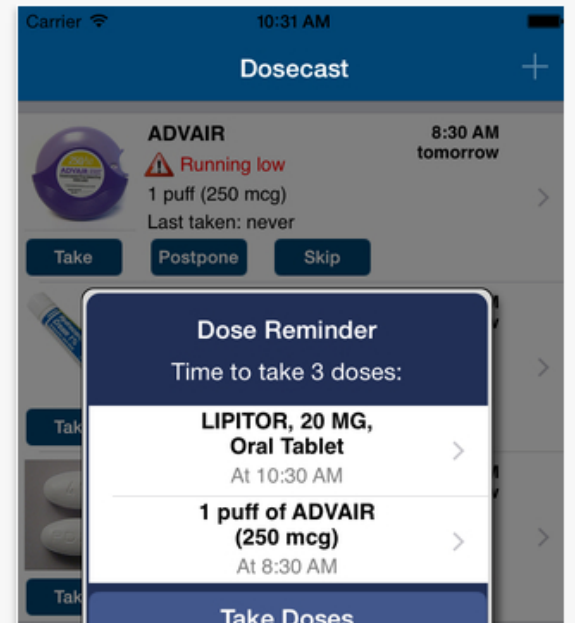 Carrier 10:31 AM
Dosecast
ADVAIR
8:30 AM
tomorrow
Running low
1 puff (250 mcg)
Last taken: never
Take Postpone Skip
Dose Reminder
Time to take 3 doses:
LIPITOR, 20 MG,
Oral Tablet
At 10:30 AM
1 puff of ADVAIR
(250 mcg)
At 8:30 AM
Take Doses